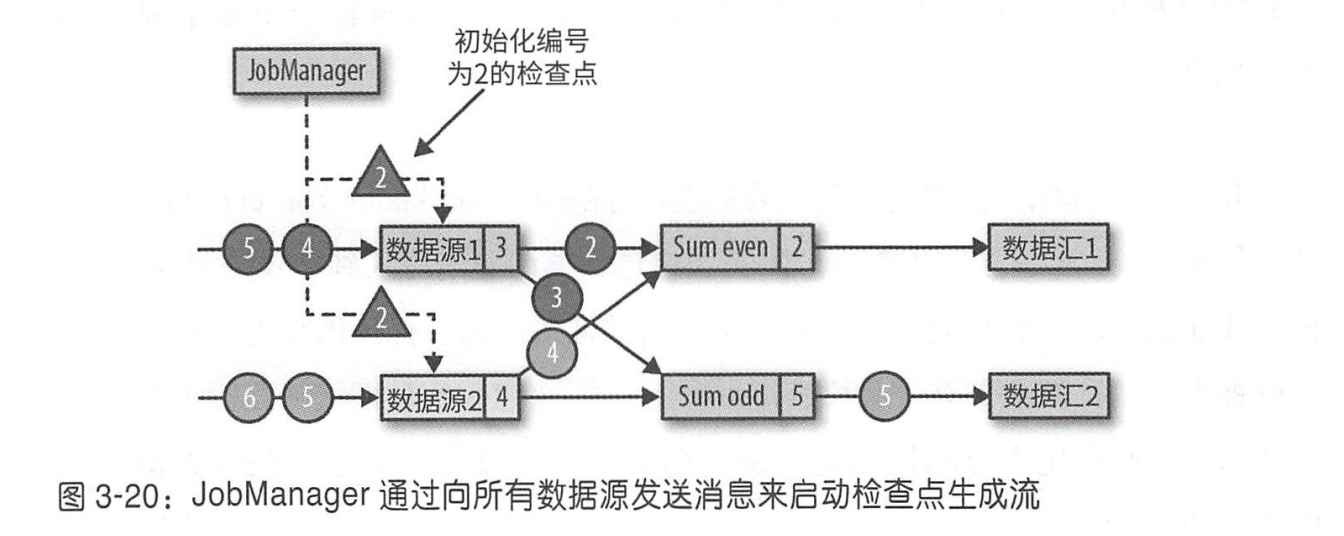 初始化编号
为2的检查点
JobManager
2
5 4 数据源1 3 2 Sum even 2 数据汇1
3
2
4
6 5 数据源2 4 Sum odd 5 5 数据汇2
图 3-20：JobManager 通过向所有数据源发送消息来启动检查点生成流